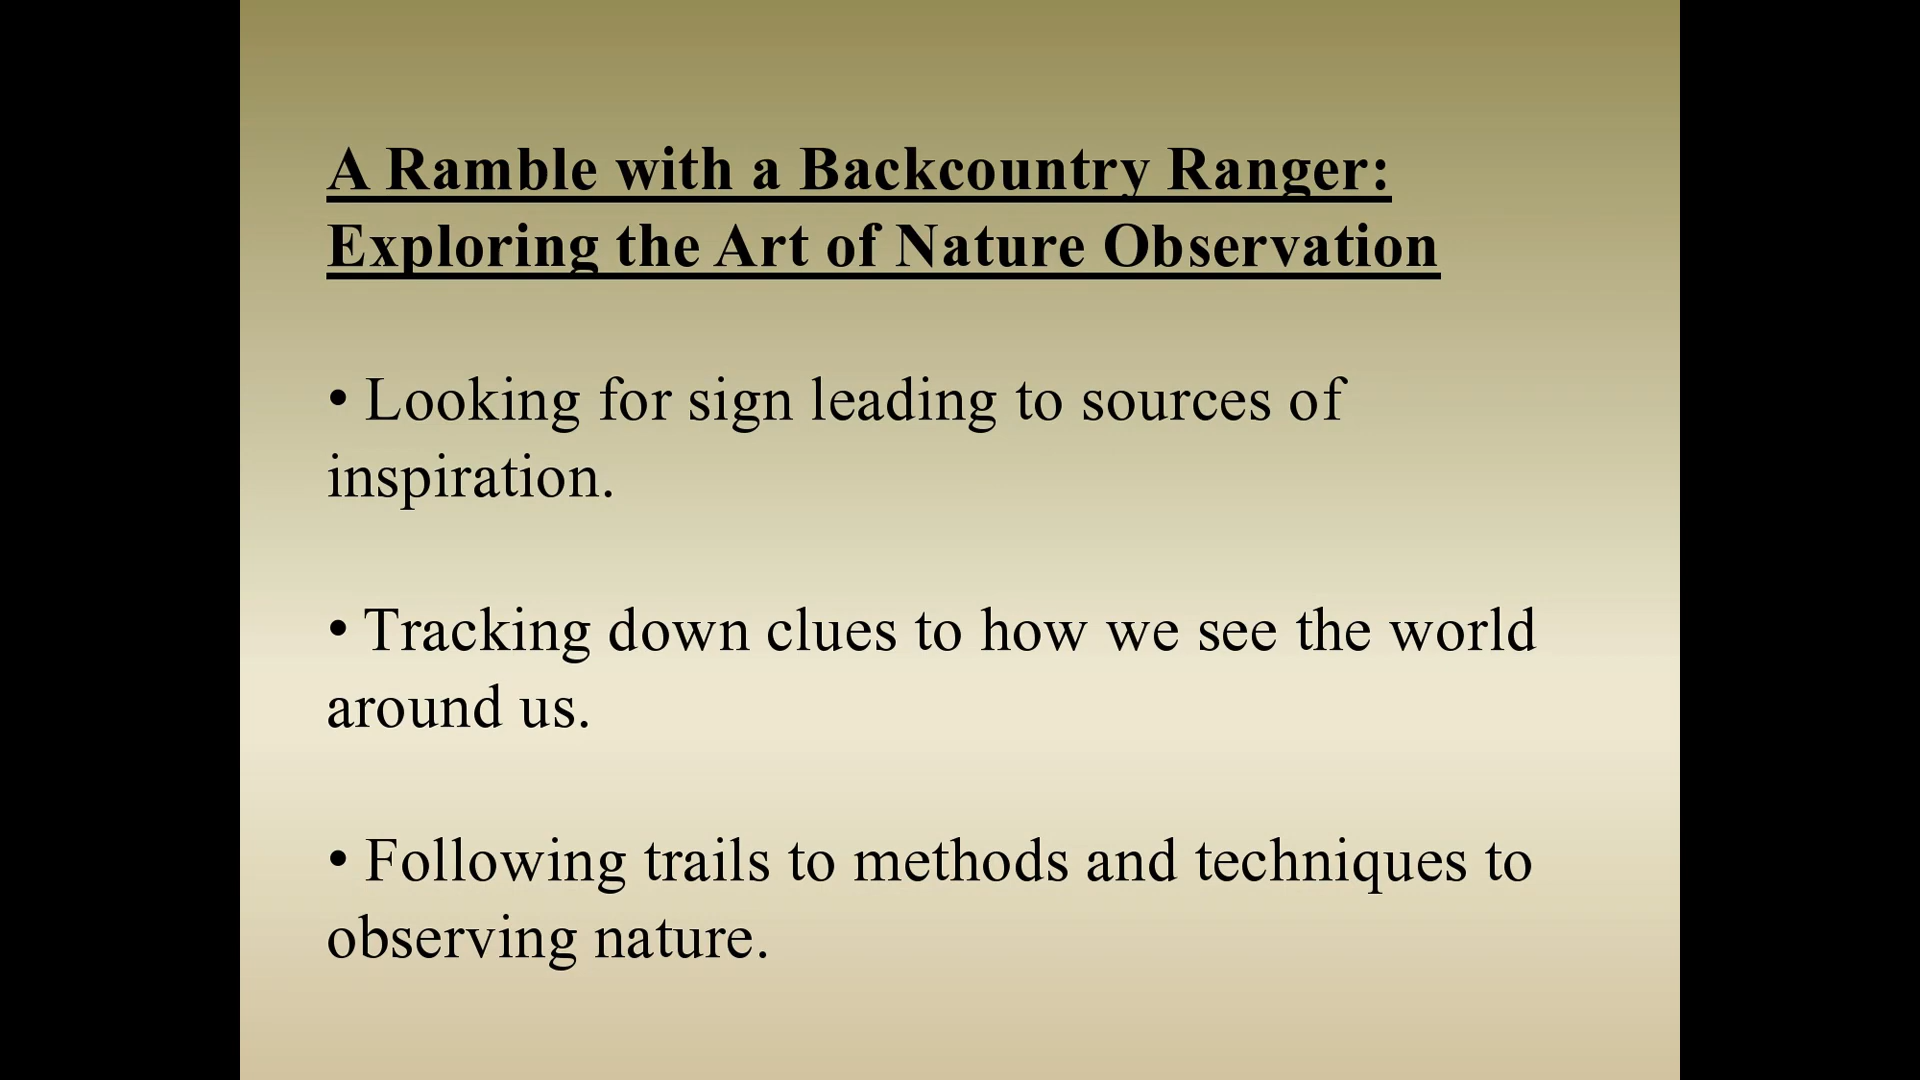 A Ramble with a Backcountry Ranger:
Exploring the Art of Nature Observation
• Looking for sign leading to sources of
inspiration.
• Tracking down clues to how we see the world
around us.
• Following trails to methods and techniques to
observing nature.